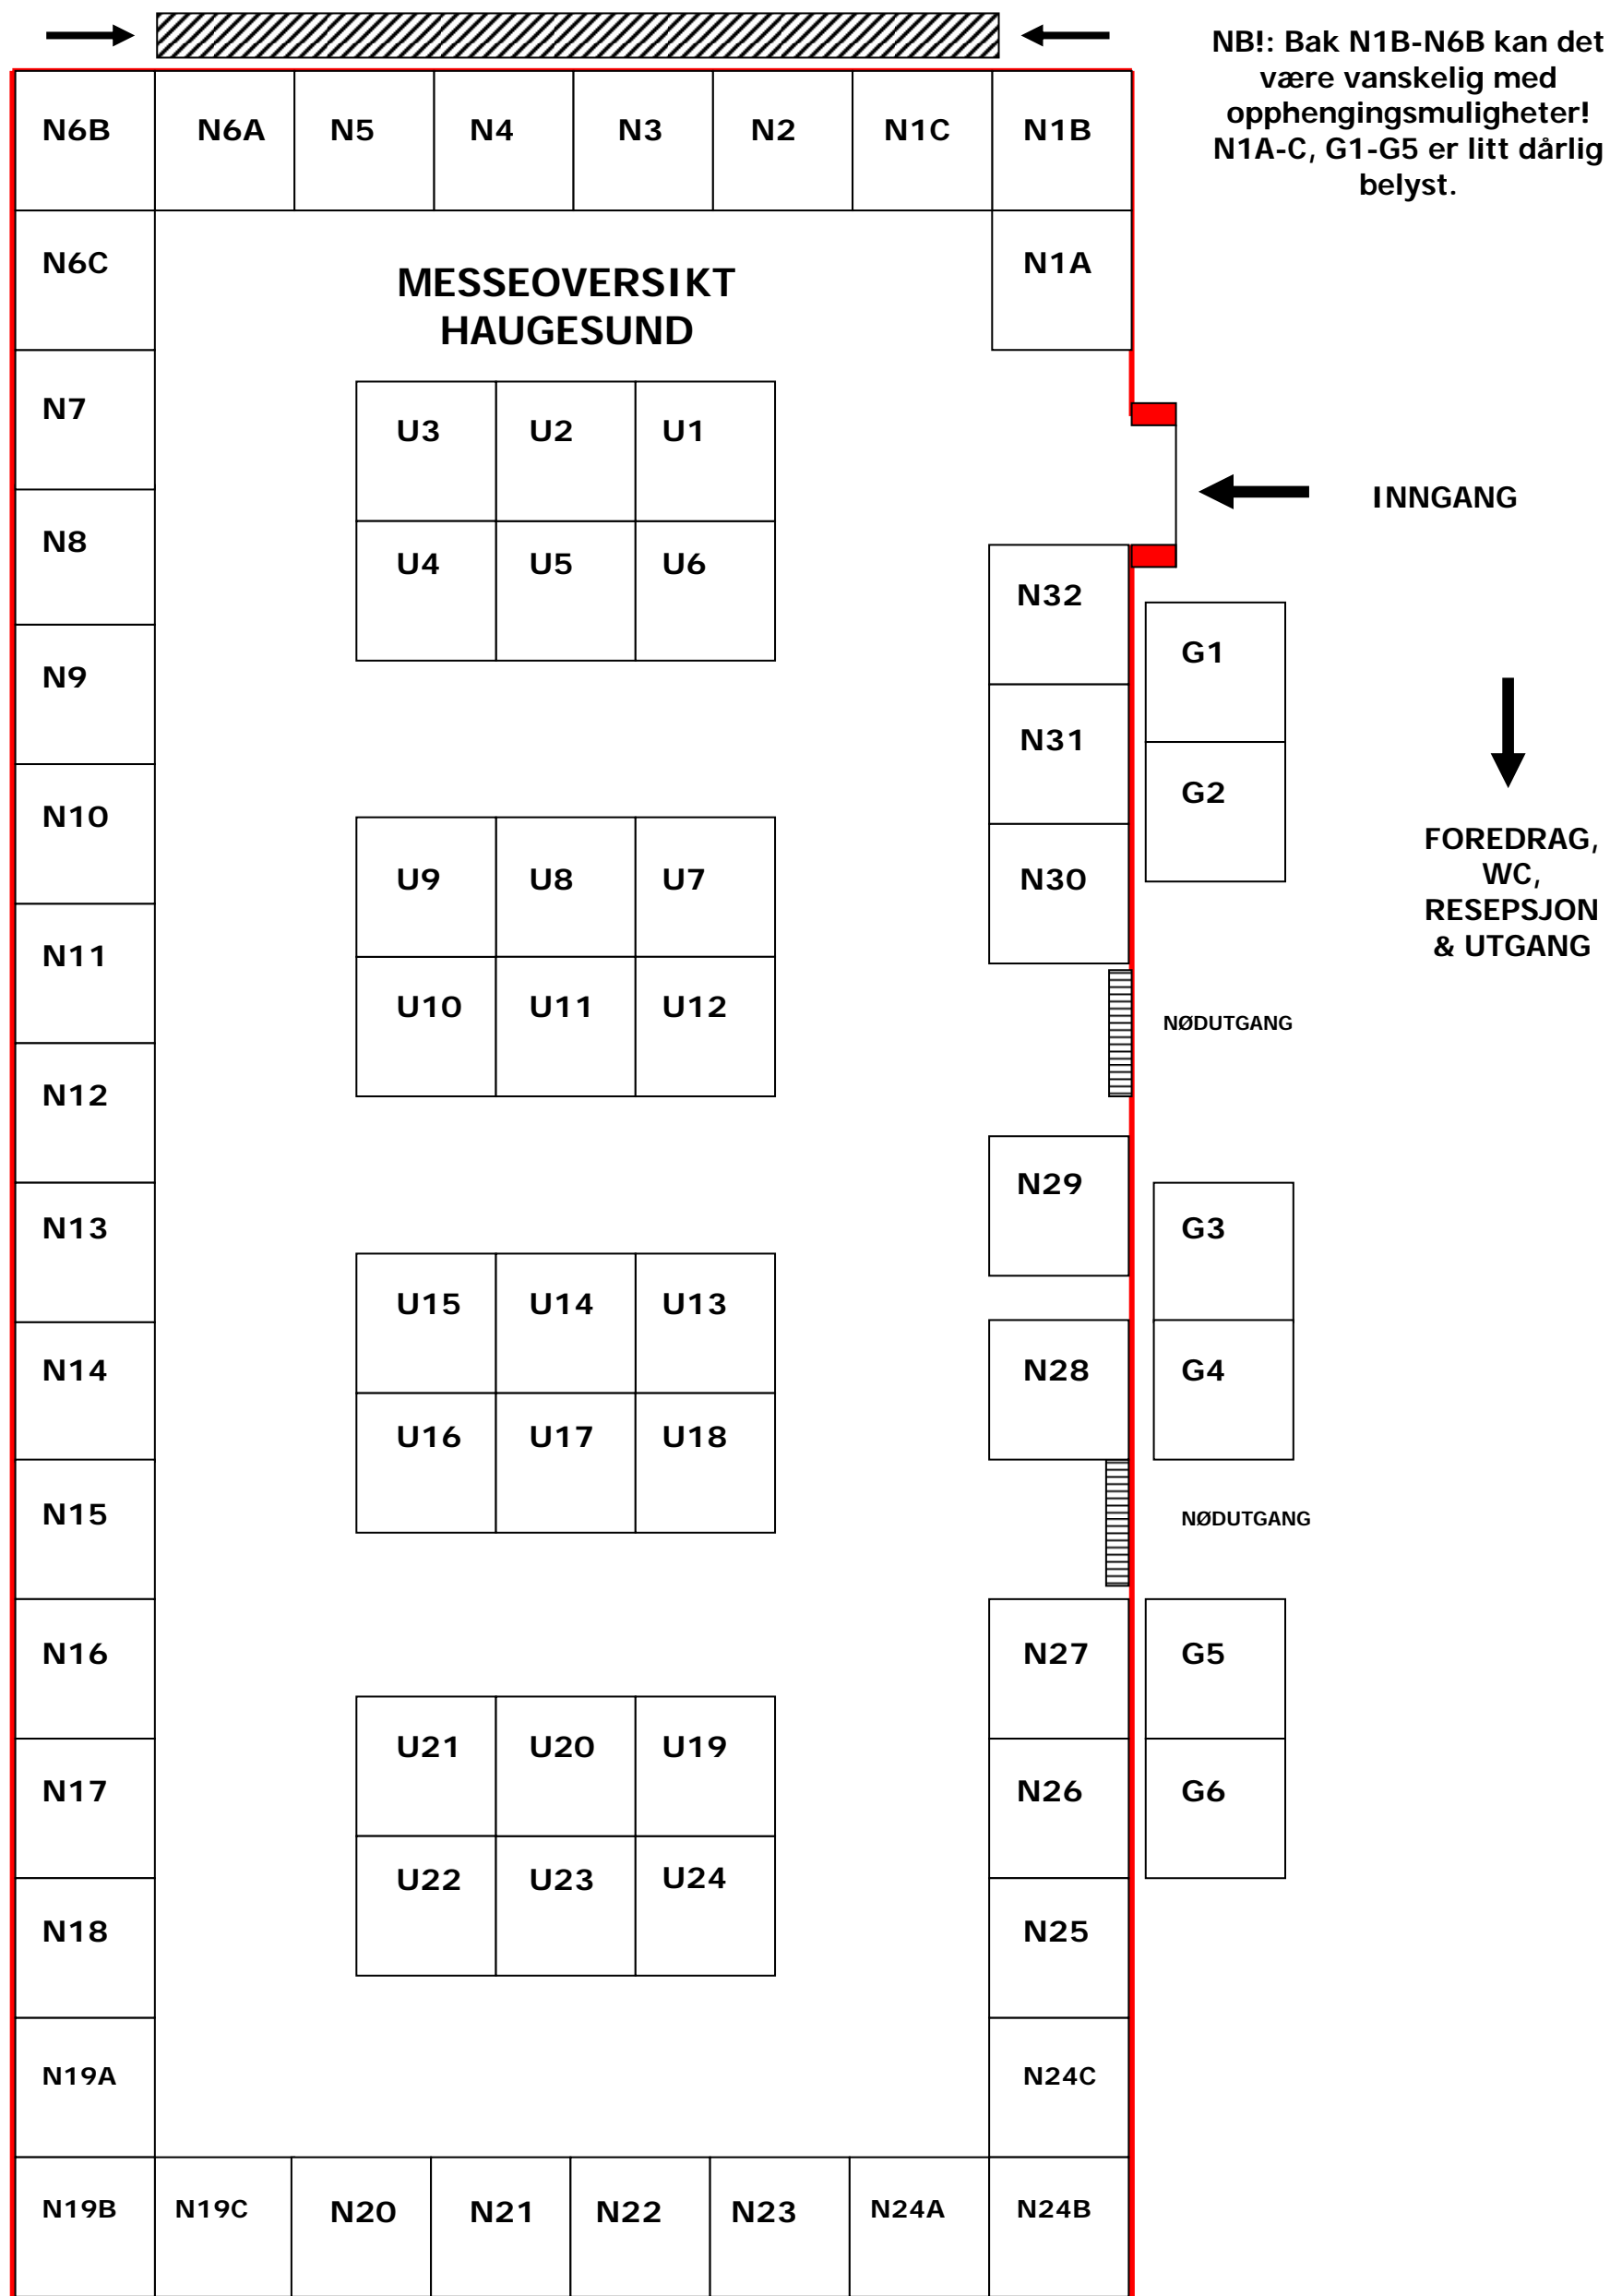 NB!: Bak N1B-N6B kan det
være vanskelig med
opphengingsmuligheter!
N1A-C, G1-G5 er litt dårlig
belyst.
N6B N6A N5 N4 N3 N2 N1C N1B
N6C N1A
MESSEOVERSIKT
HAUGESUND
N7
U3 U2 U1
INNGANG
N8
U4 U5 U6
N32
G1
N9
N31
G2
N10
FOREDRAG,
WC,
RESEPSJON
& UTGANG
U9 U8 U7
N30
N11
U10 U11 U12
NØDUTGANG
N12
N29
N13
G3
U15 U14 U13
N14
N28
G4
U16 U17 U18
N15
NØDUTGANG
N16
N27
G5
U21 U20 U19
N17
N26
G6
U22 U23 U24
N18
N25
N19A
N24C
N19B N19C N20 N21 N22 N23 N24A N24B